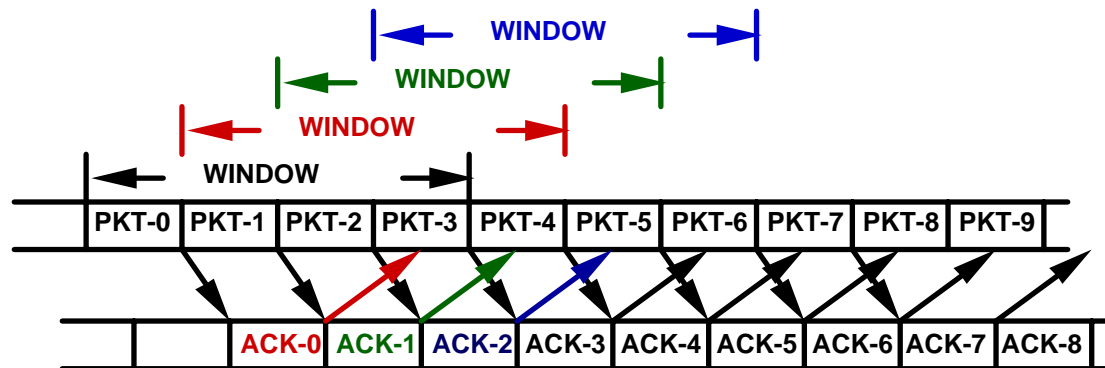 WINDOW
WINDOW
WINDOW
WINDOW
PKT-0 PKT-1 PKT-2 PKT-3 PKT-4 PKT-5 PKT-6 PKT-7 PKT-8 PKT-9
ACK-0 ACK-1 ACK-2 ACK-3 ACK-4 ACK-5 ACK-6 ACK-7 ACK-8